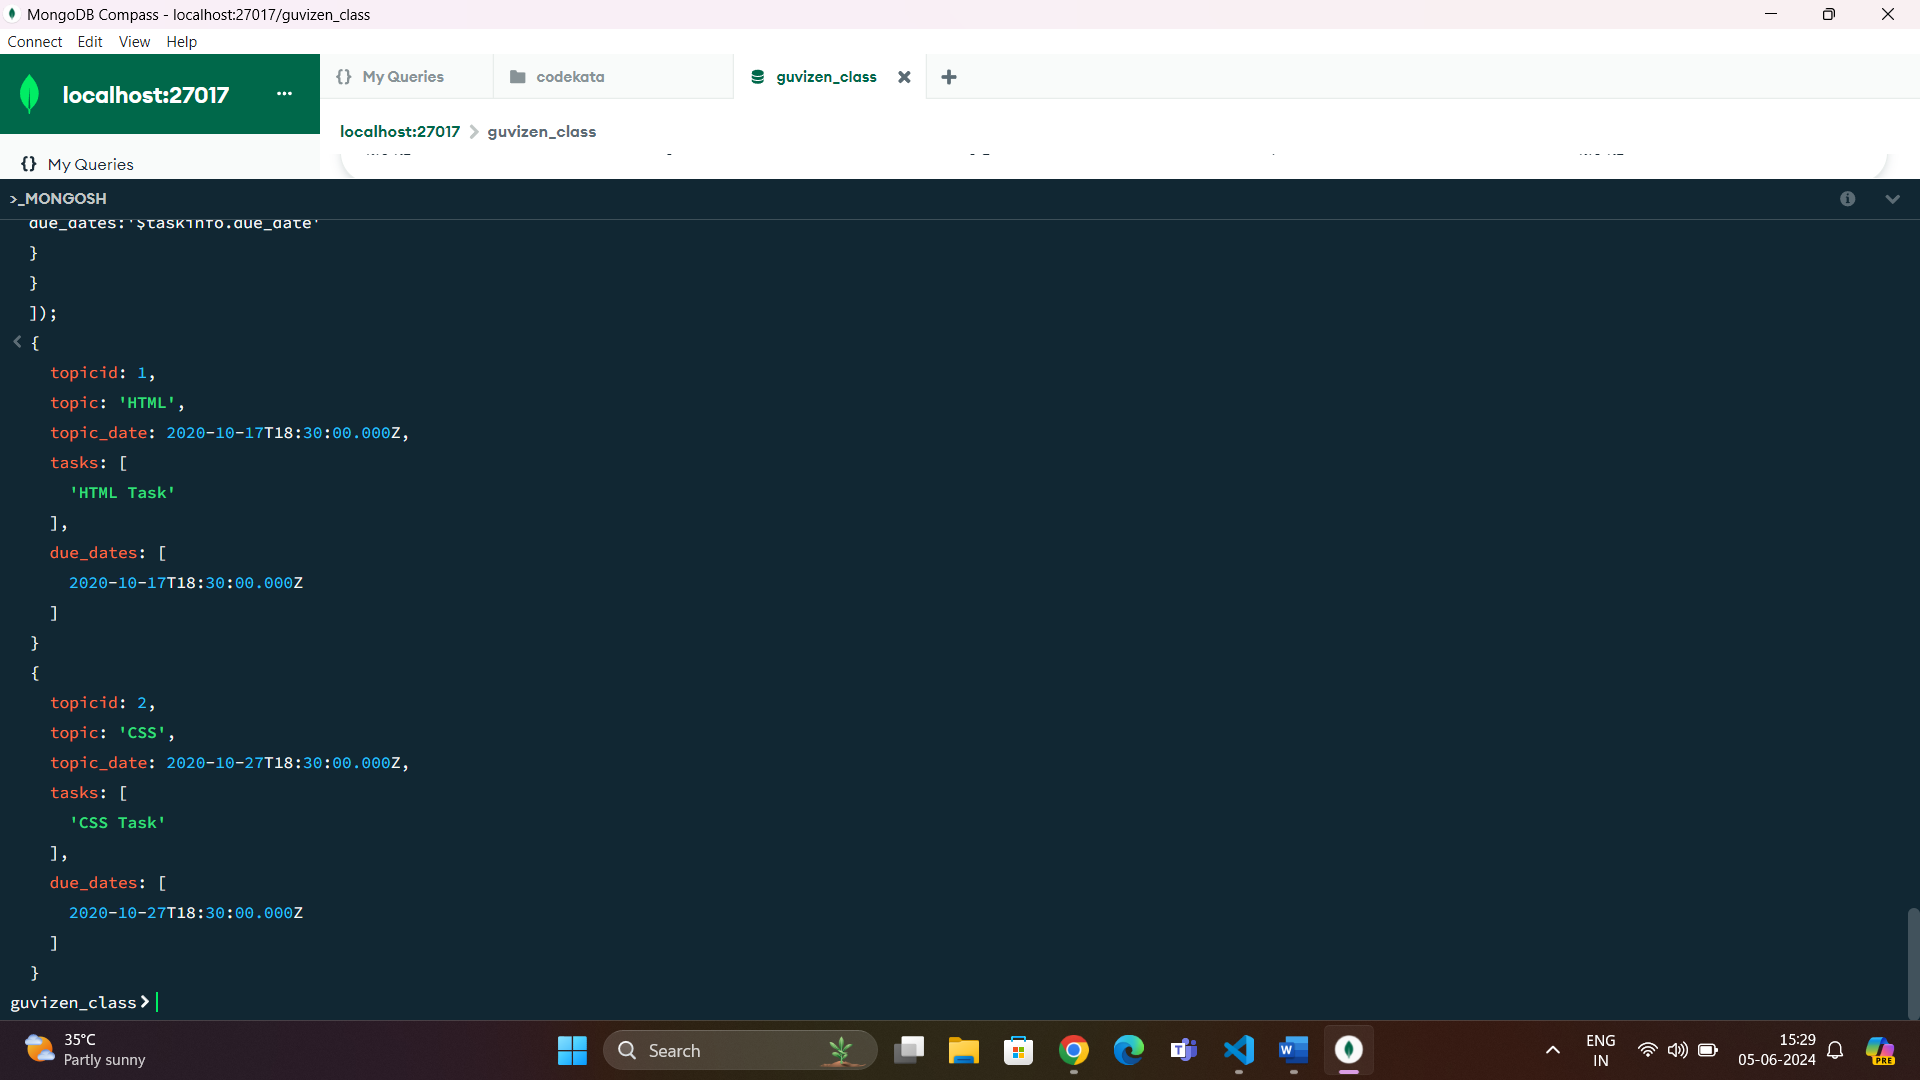 MongoDB Compass - localhost:27017/guvizen_class
Connect Edit View Help
localhost:27017 ...
{} My Queries
codekata
guvizen_class
localhost:27017 > guvizen_class
{} My Queries
>_MONGOSH
due_dates:'$taskinfo.due_date'
}
}
]);
< {
topicid: 1,
topic: 'HTML',
topic_date: 2020-10-17T18:30:00.000Z,
tasks: [
'HTML Task'
],
due_dates: [
2020-10-17T18:30:00.000Z
]
}
{
topicid: 2,
topic: 'CSS',
topic_date: 2020-10-27T18:30:00.000Z,
tasks: [
'CSS Task'
],
due_dates: [
2020-10-27T18:30:00.000Z
]
}
guvizen_class>
35°C
Partly sunny
Search
ENG
IN
15:29
05-06-2024
PRE